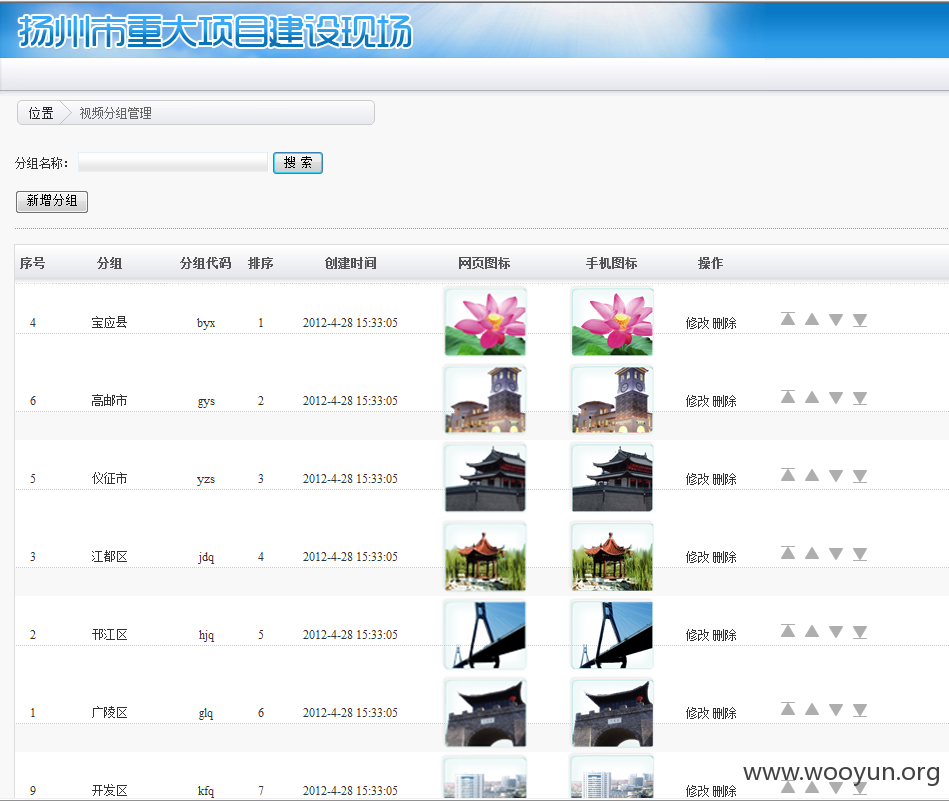 扬州市重大项目建设现场
位置 视频分组管理
分组名称： 搜 索
新增分组
序号 分组 分组代码 排序 创建时间 网页图标 手机图标 操作
4 宝应县 byx 1 2012-4-28 15:33:05 修改 删除
6 高邮市 gys 2 2012-4-28 15:33:05 修改 删除
5 仪征市 yzs 3 2012-4-28 15:33:05 修改 删除
3 江都区 jdq 4 2012-4-28 15:33:05 修改 删除
2 邗江区 hjq 5 2012-4-28 15:33:05 修改 删除
1 广陵区 glq 6 2012-4-28 15:33:05 修改 删除
9 开发区 kfq 7 2012-4-28 15:33:05 修改 删除
www.wooyun.org